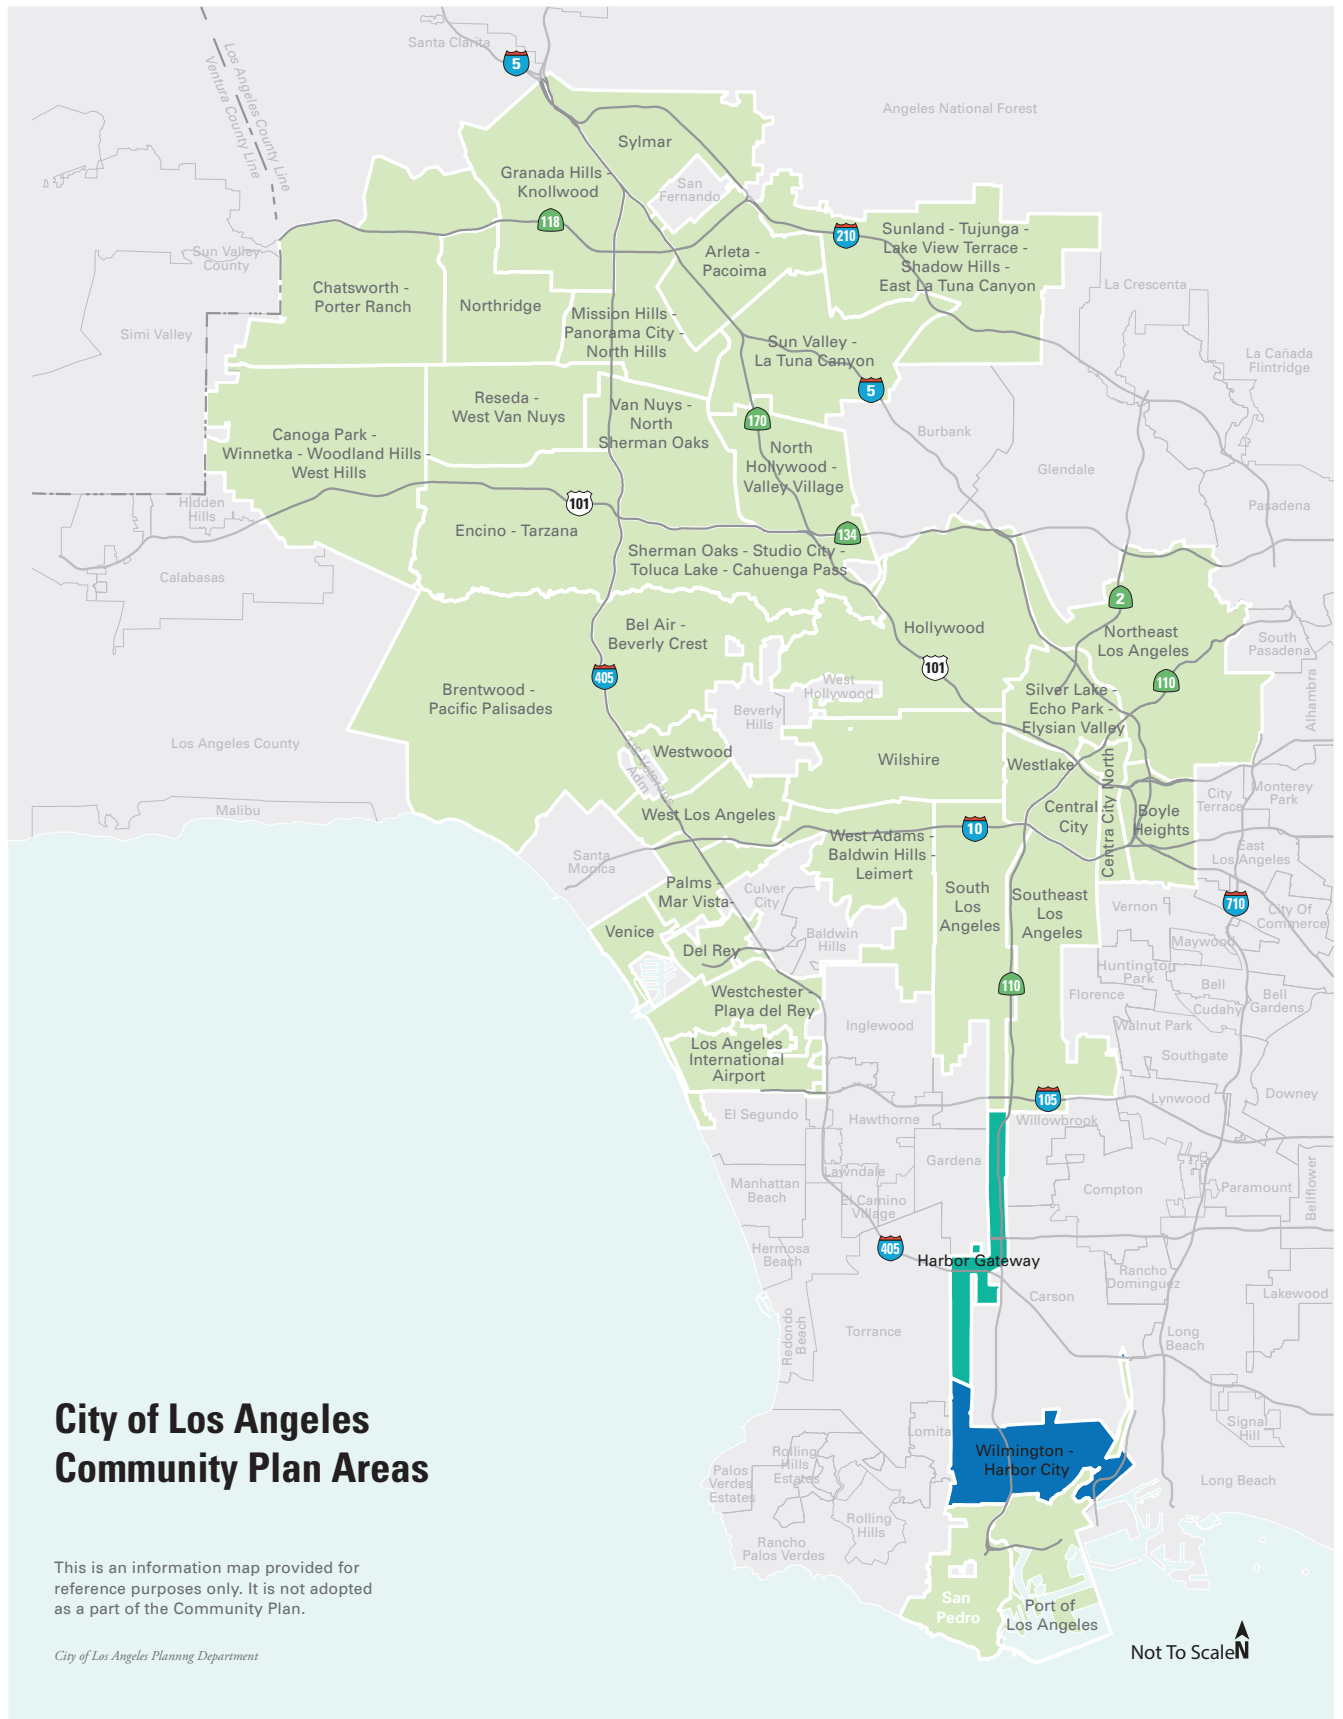 Santa Clarita
5
Los Angeles County Line
Ventura County Line
Angeles National Forest
Sylmar
Granada Hills -
Knollwood
San
Fernando
118
210
Sunland - Tujunga -
Lake View Terrace -
Shadow Hills -
East La Tuna Canyon
Sun Valley
County
Arleta -
Pacoima
Chatsworth -
Porter Ranch
Northridge
La Crescenta
Simi Valley
Mission Hills -
Panorama City -
North Hills
Sun Valley -
La Tuna Canyon
La Cañada
Flintridge
5
Reseda -
West Van Nuys
Van Nuys -
North
Sherman Oaks
170
Burbank
Canoga Park -
Winnetka - Woodland Hills -
West Hills
North
Hollywood -
Valley Village
Glendale
Hidden
Hills
101
Pasadena
Encino - Tarzana
134
Sherman Oaks - Studio City -
Toluca Lake - Cahuenga Pass
Calabasas
2
Bel Air -
Beverly Crest
Hollywood
Northeast
Los Angeles
South
Pasadena
101
405
110
Brentwood -
Pacific Palisades
West
Hollywood
Silver Lake -
Echo Park -
Elysian Valley
Alhambra
Beverly
Hills
Los Angeles County
US Veterans
Adm
Westwood
Wilshire
Westlake
Centra City North
Malibu
West Los Angeles
Central
City
Boyle
Heights
City
Terrace
Monterey
Park
10
West Adams -
Baldwin Hills -
Leimert
East
Los Angeles
Santa
Monica
Palms -
Mar Vista-
Culver
City
South
Los
Angeles
Southeast
Los
Angeles
Vernon
710
City Of
Commerce
Venice
Del Rey
Baldwin
Hills
Maywood
Huntington
Park
Bell
Bell
Gardens
Cudahy
Florence
110
Westchester -
Playa del Rey
Inglewood
Walnut Park
Los Angeles
International
Airport
Southgate
105
Lynwood
Downey
El Segundo
Hawthorne
Willowbrook
Gardena
Lawndale
Manhattan
Beach
El Camino
Village
Compton
Paramount
Bellflower
405
Hermosa
Beach
Harbor Gateway
Rancho
Dominguez
Carson
Lakewood
Redondo
Beach
Torrance
Long
Beach
City of Los Angeles
Community Plan Areas
Lomita
Signal
Hill
Rolling
Hills
Estates
Wilmington -
Harbor City
Palos
Verdes
Estates
Long Beach
Rolling
Hills
Rancho
Palos Verdes
This is an information map provided for
reference purposes only. It is not adopted
as a part of the Community Plan.
San
Pedro
Port of
Los Angeles
City of Los Angeles Plannng Department
Not To Scale
N